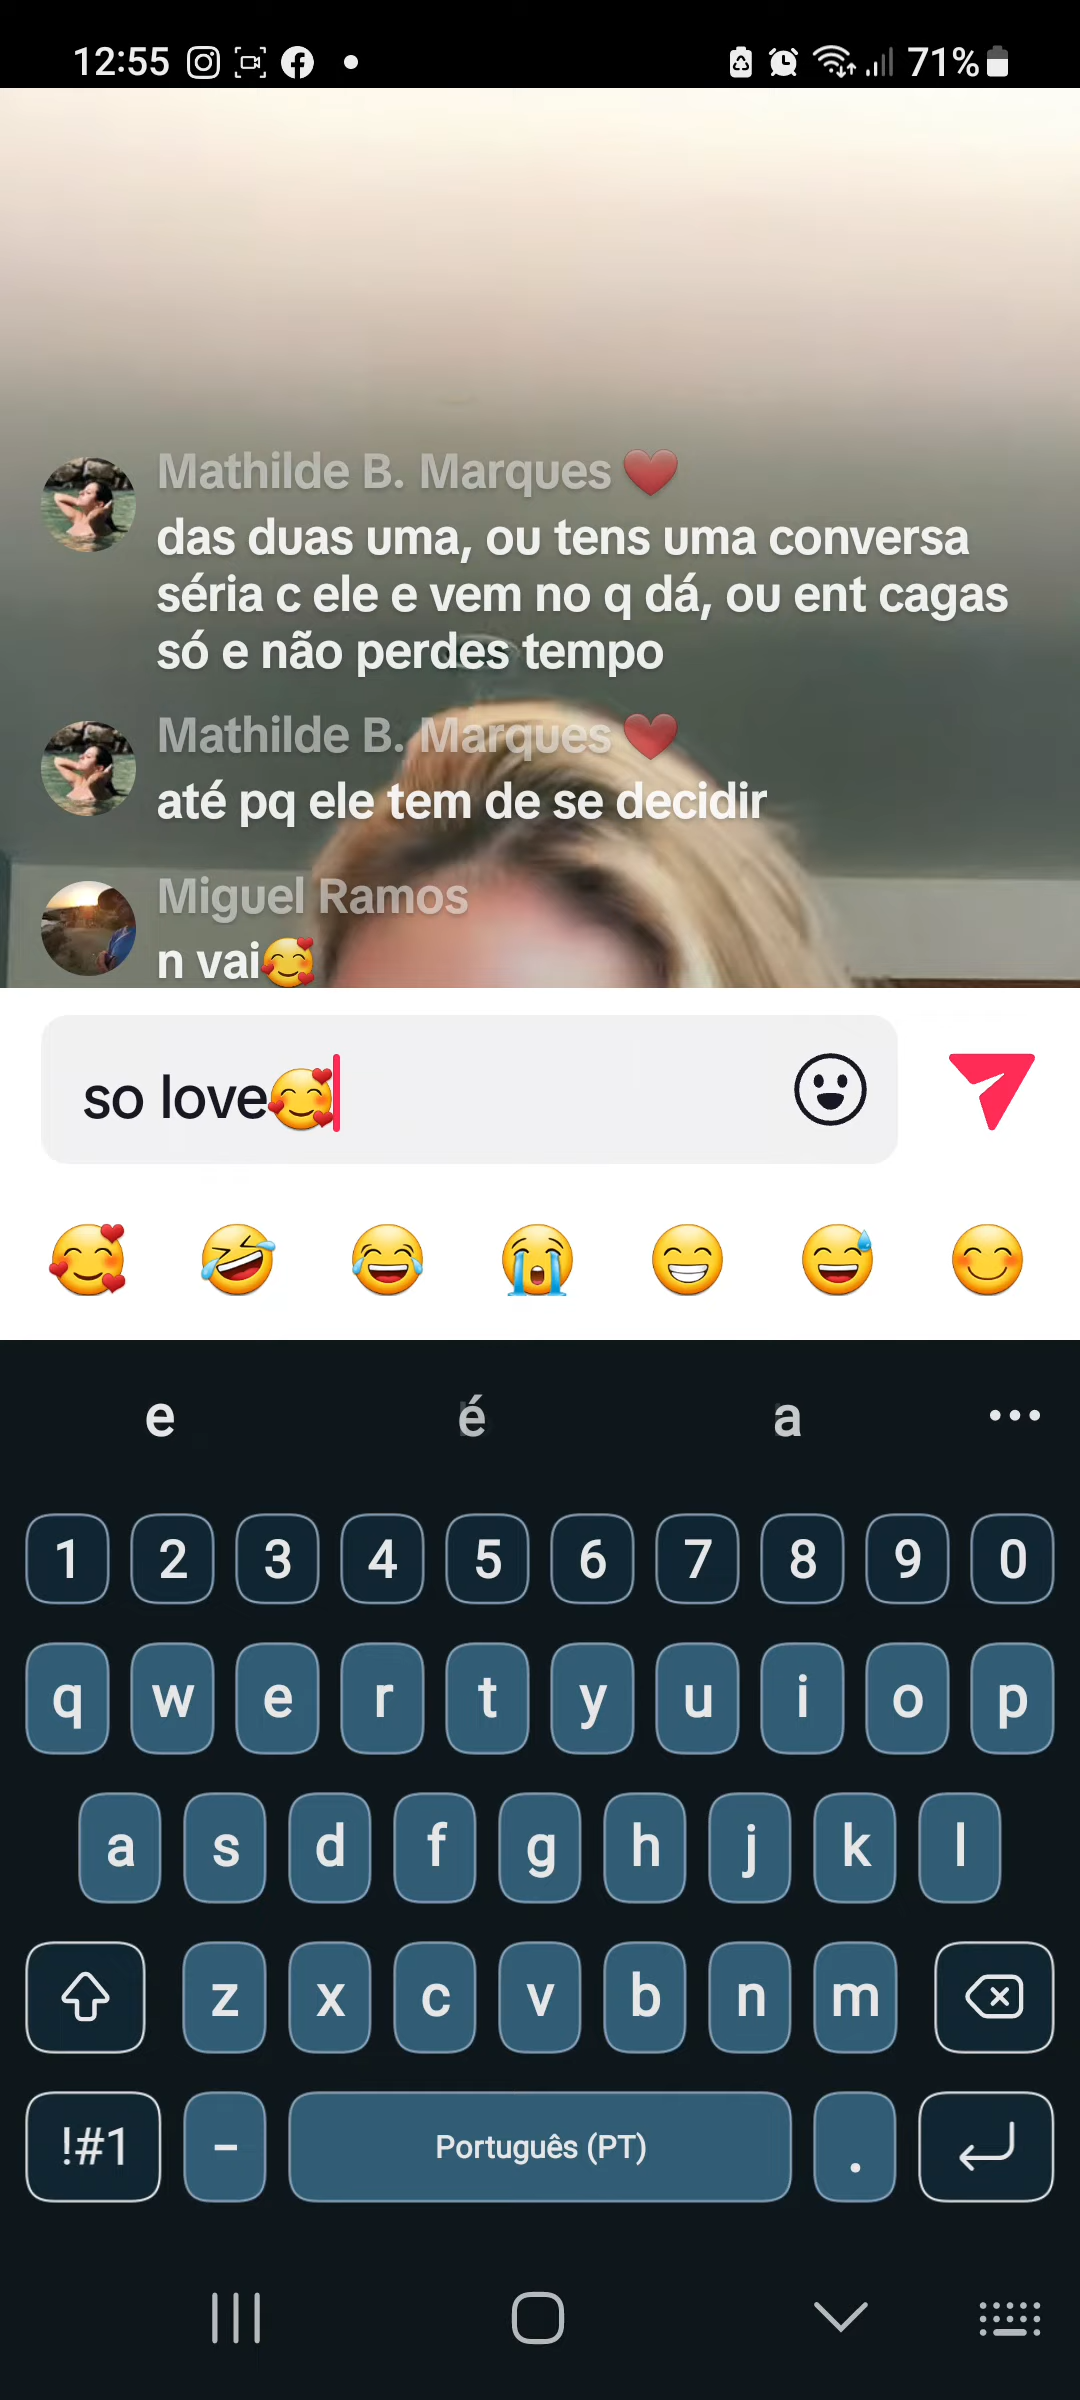 12:55
71%
Mathilde B. Marques ❤️
das duas uma, ou tens uma conversa
séria c ele e vem no q dá, ou ent cagas
só e não perdes tempo
Mathilde B. Marques ❤️
até pq ele tem de se decidir
Miguel Ramos
n vai🥰
so love🥰
🥰 🤣 😂 😭 😁 😅 😊
e é a
1 2 3 4 5 6 7 8 9 0
q w e r t y u i o p
a s d f g h j k l
z x c v b n m
!#1 - Português (PT) .